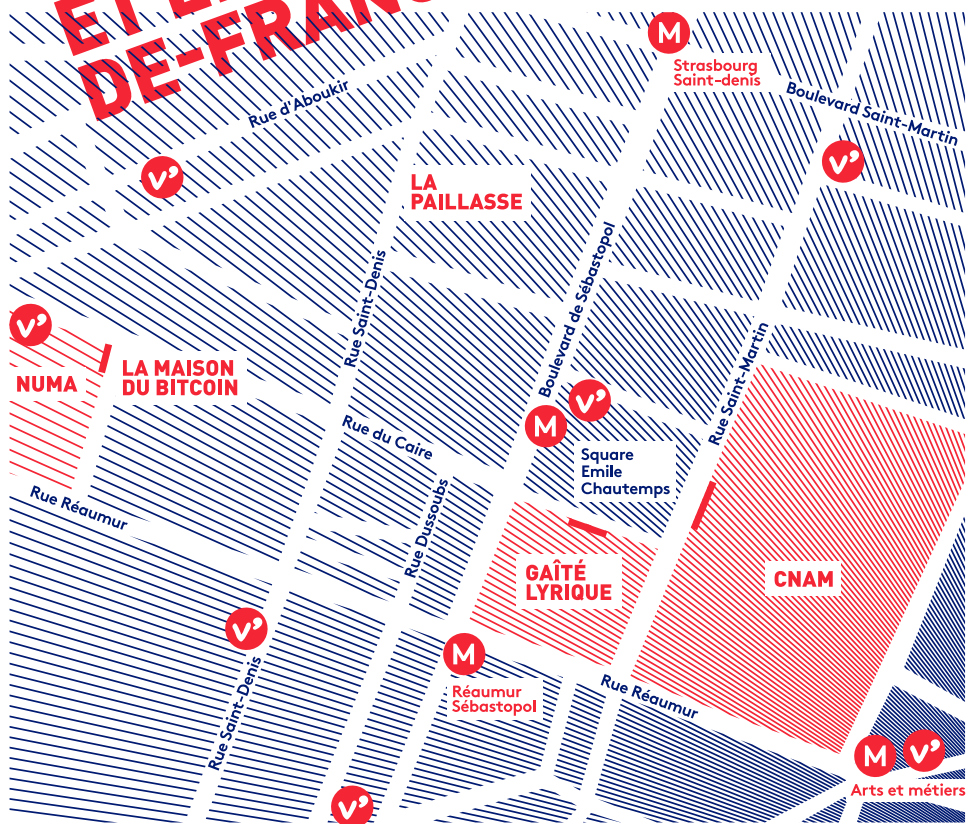 DE-FRANC
M
Strasbourg
Saint-denis
Rue d'Aboukir
Boulevard Saint-Martin
v'
v'
LA
PAILLASSE
Rue Saint-Denis
Boulevard de Sébastopol
v'
NUMA
LA MAISON
DU BITCOIN
Rue Saint-Martin
v'
M
Rue du Caire
Square
Emile
Chautemps
Rue Réaumur
Rue Dussoubs
GAÎTÉ
LYRIQUE
CNAM
v'
M
Réaumur
Sébastopol
Rue Saint-Denis
Rue Réaumur
M
v'
Arts et métiers
v'